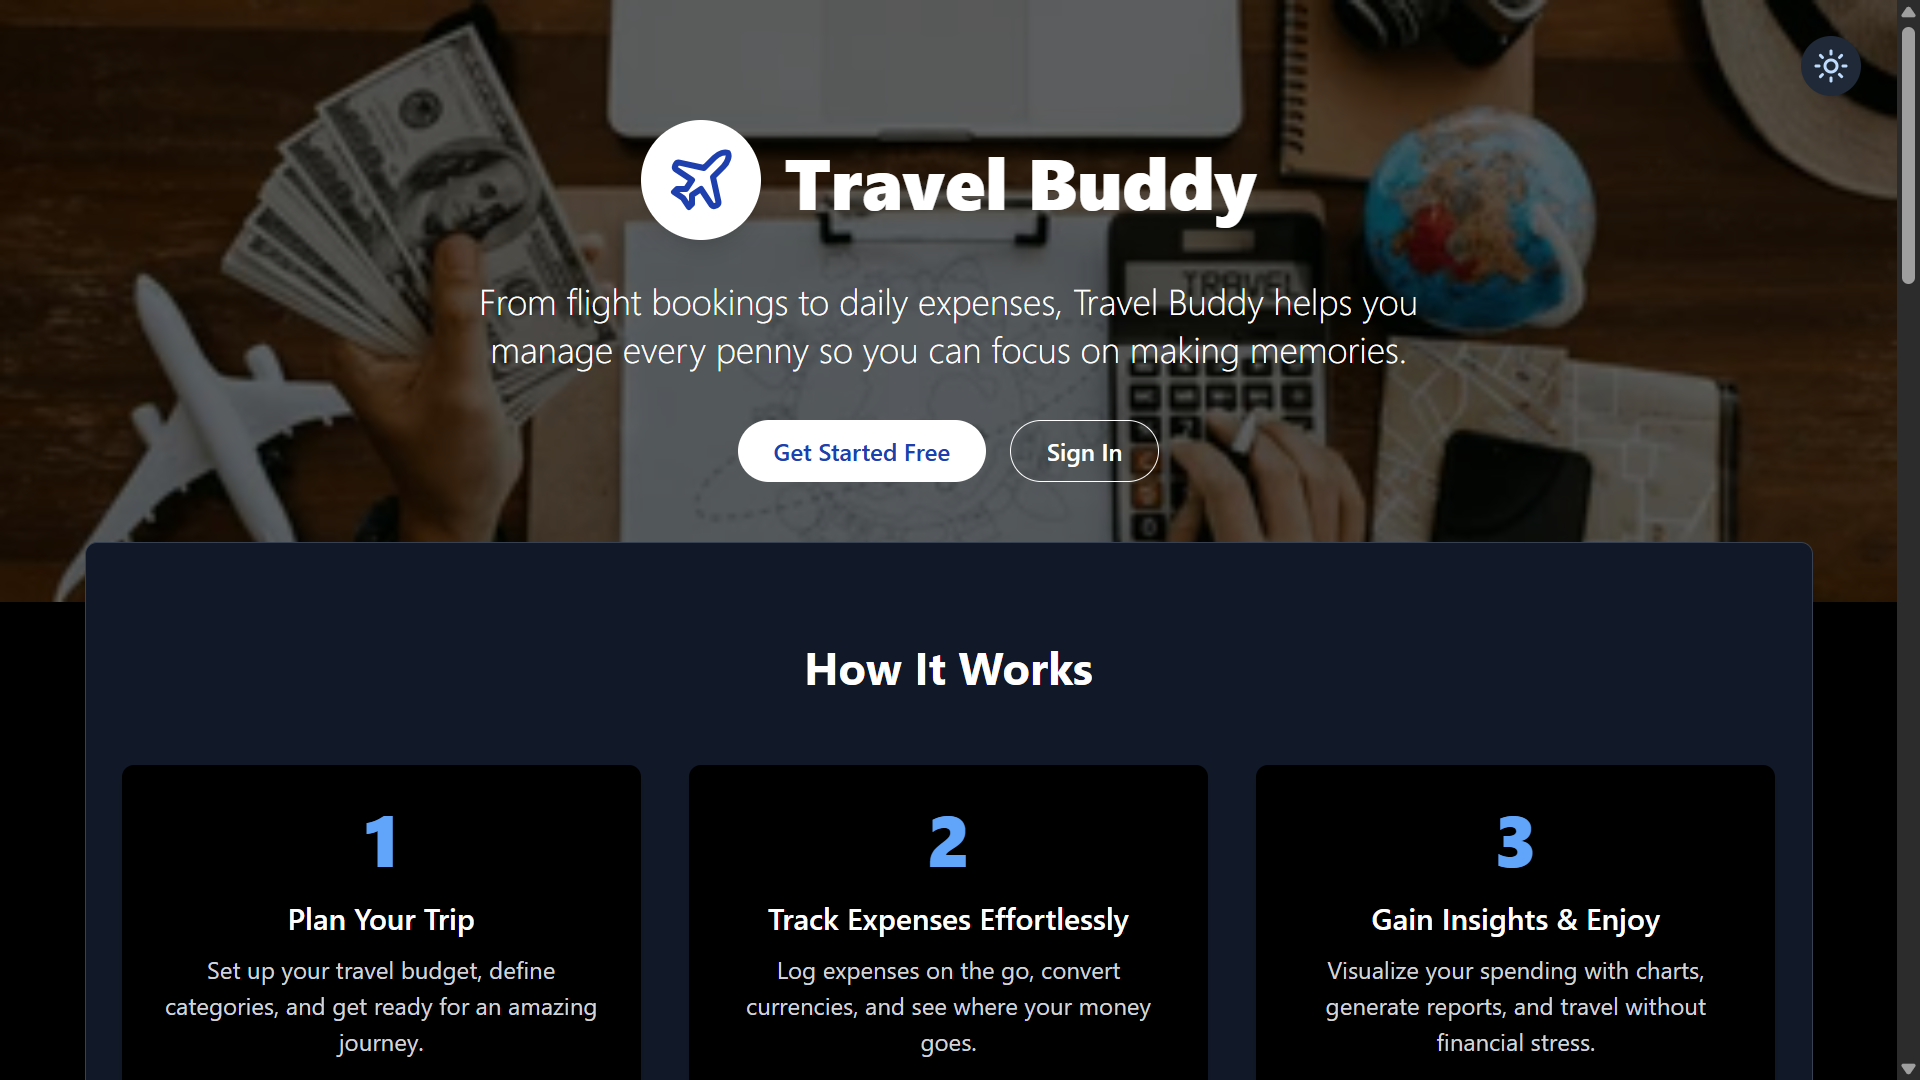 Travel Buddy
TRAVEL
From flight bookings to daily expenses, Travel Buddy helps you
manage every penny so you can focus on making memories.
Get Started Free
Sign In
How It Works
1
Plan Your Trip
Set up your travel budget, define
categories, and get ready for an amazing
journey.
2
Track Expenses Effortlessly
Log expenses on the go, convert
currencies, and see where your money
goes.
3
Gain Insights & Enjoy
Visualize your spending with charts,
generate reports, and travel without
financial stress.